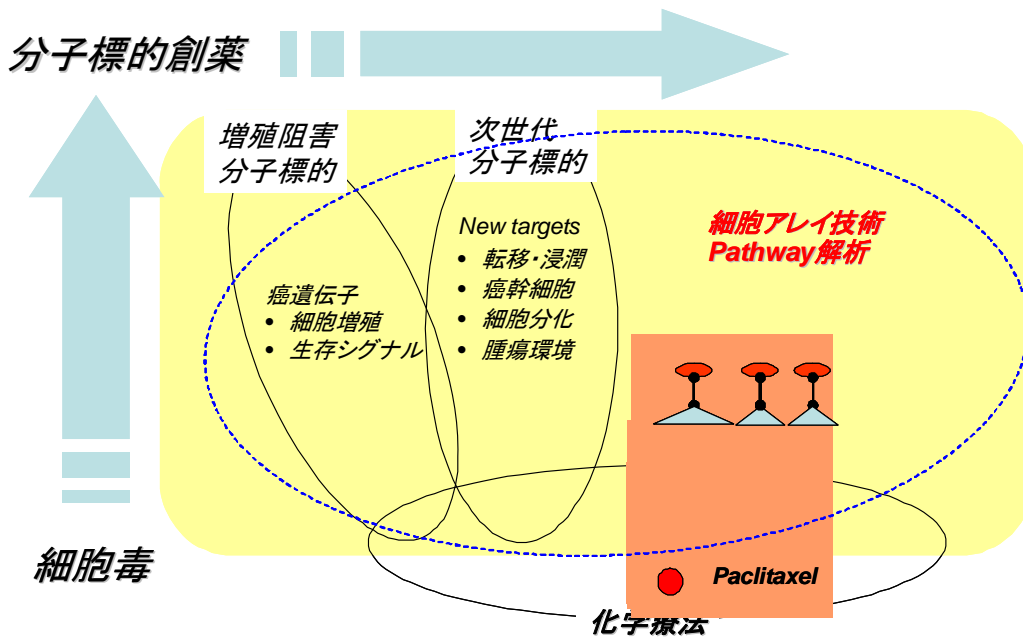 分子標的創薬
増殖阻害
分子標的
次世代
分子標的
細胞アレイ技術
Pathway解析
New targets
• 転移・浸潤
• 癌幹細胞
• 細胞分化
• 腫瘍環境
癌遺伝子
• 細胞増殖
• 生存シグナル
細胞毒
Paclitaxel
化学療法